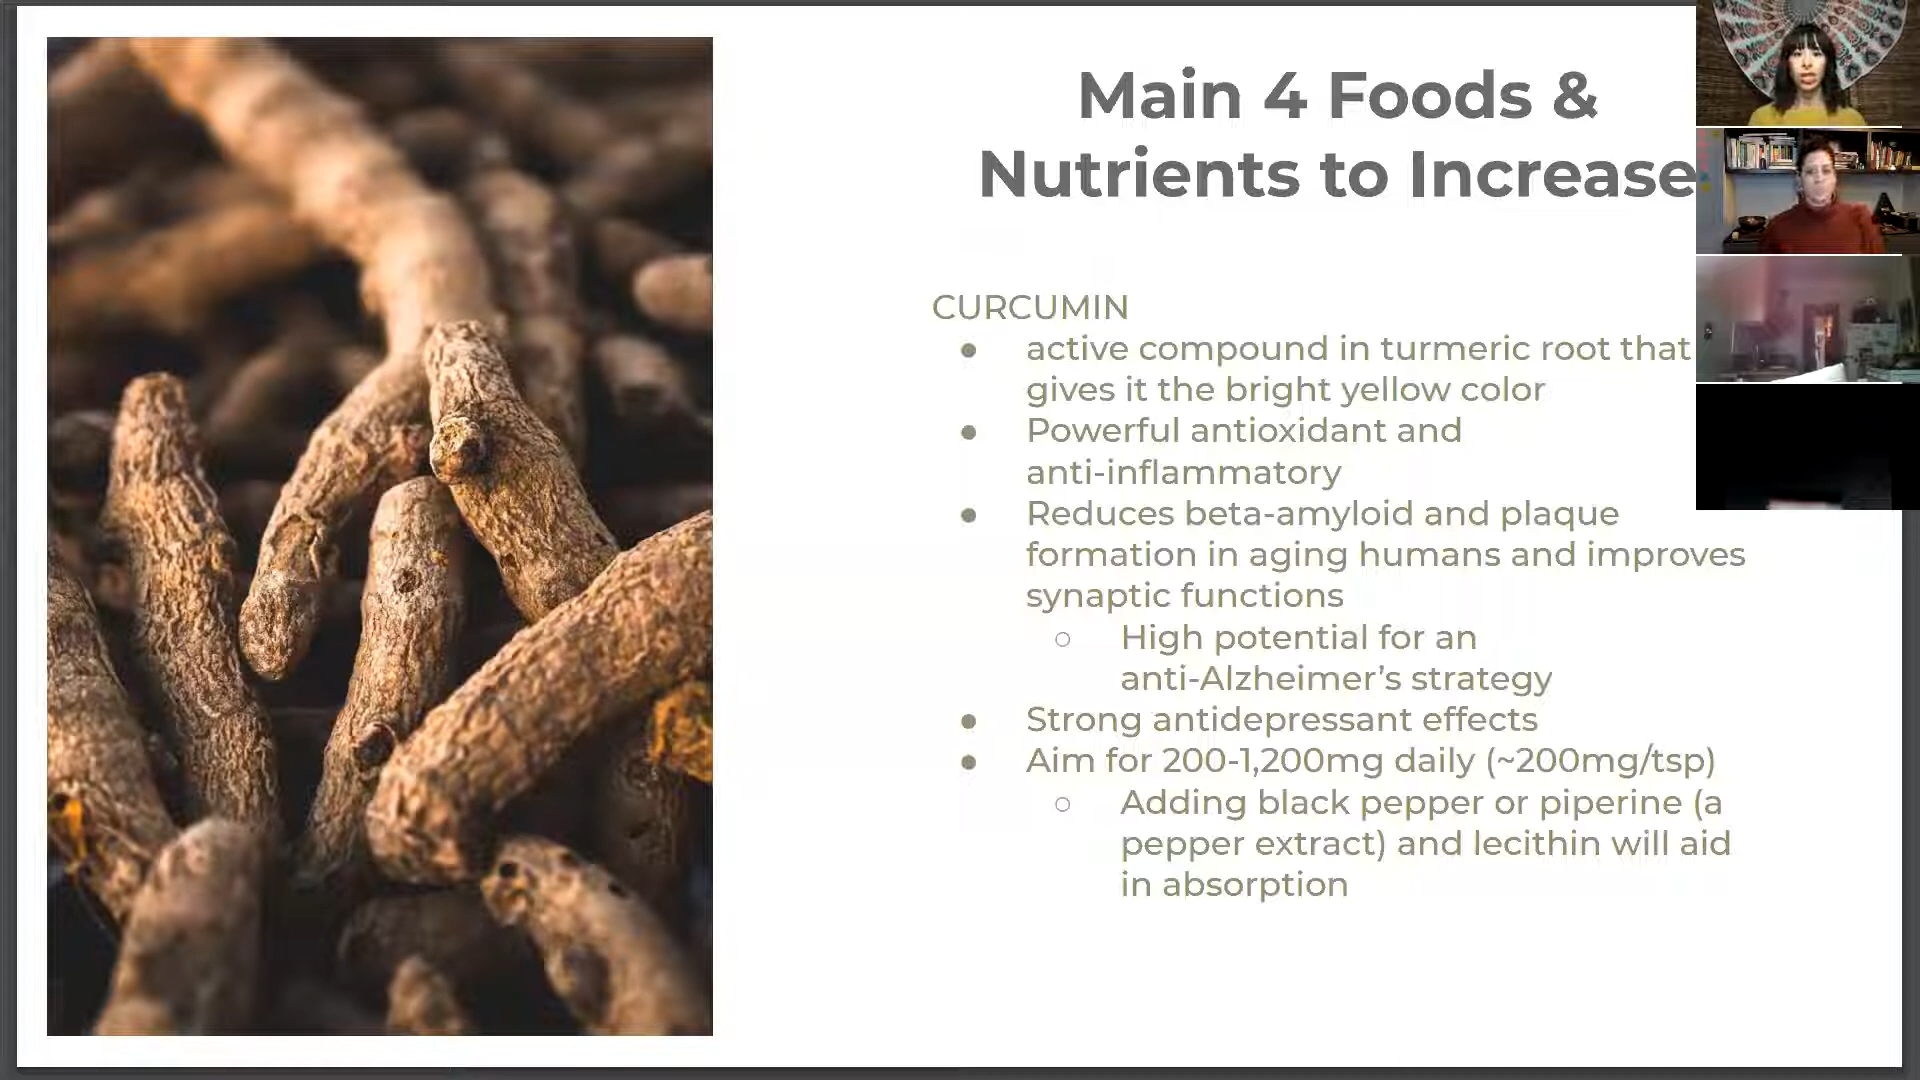 Main 4 Foods &
Nutrients to Increase
CURCUMIN
● active compound in turmeric root that
gives it the bright yellow color
● Powerful antioxidant and
anti-inflammatory
● Reduces beta-amyloid and plaque
formation in aging humans and improves
synaptic functions
○ High potential for an
anti-Alzheimer’s strategy
● Strong antidepressant effects
● Aim for 200-1,200mg daily (~200mg/tsp)
○ Adding black pepper or piperine (a
pepper extract) and lecithin will aid
in absorption